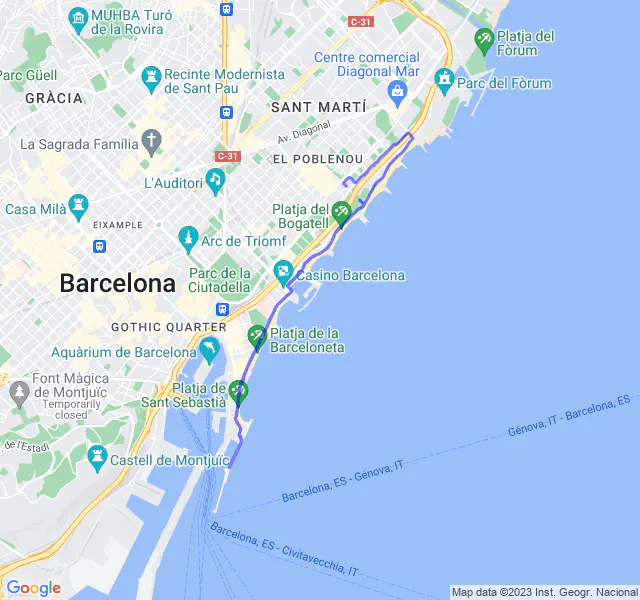 MUHBA Turó
de la Rovira
C-31
Platja del
Fòrum
Parc Güell
Recinte Modernista
de Sant Pau
Centre comercial
Diagonal Mar
Parc del Fòrum
GRÀCIA
SANT MARTÍ
Av. Diagonal
La Sagrada Família
C-31
EL POBLENOU
L'Auditori
Casa Milà
EIXAMPLE
Platja del
Bogatell
Arc de Triomf
Barcelona
Parc de la
Ciutadella
Casino Barcelona
GOTHIC QUARTER
Aquàrium de Barcelona
Platja de la
Barceloneta
Font Màgica
de Montjuïc
Temporarily
closed
Platja de
Sant Sebastià
de l'Estadi
Castell de Montjuïc
Génova, IT - Barcelona, ES
Barcelona, ES - Génova, IT
Barcelona, ES - Civitavecchia, IT
Google
Map data ©2023 Inst. Geogr. Nacional